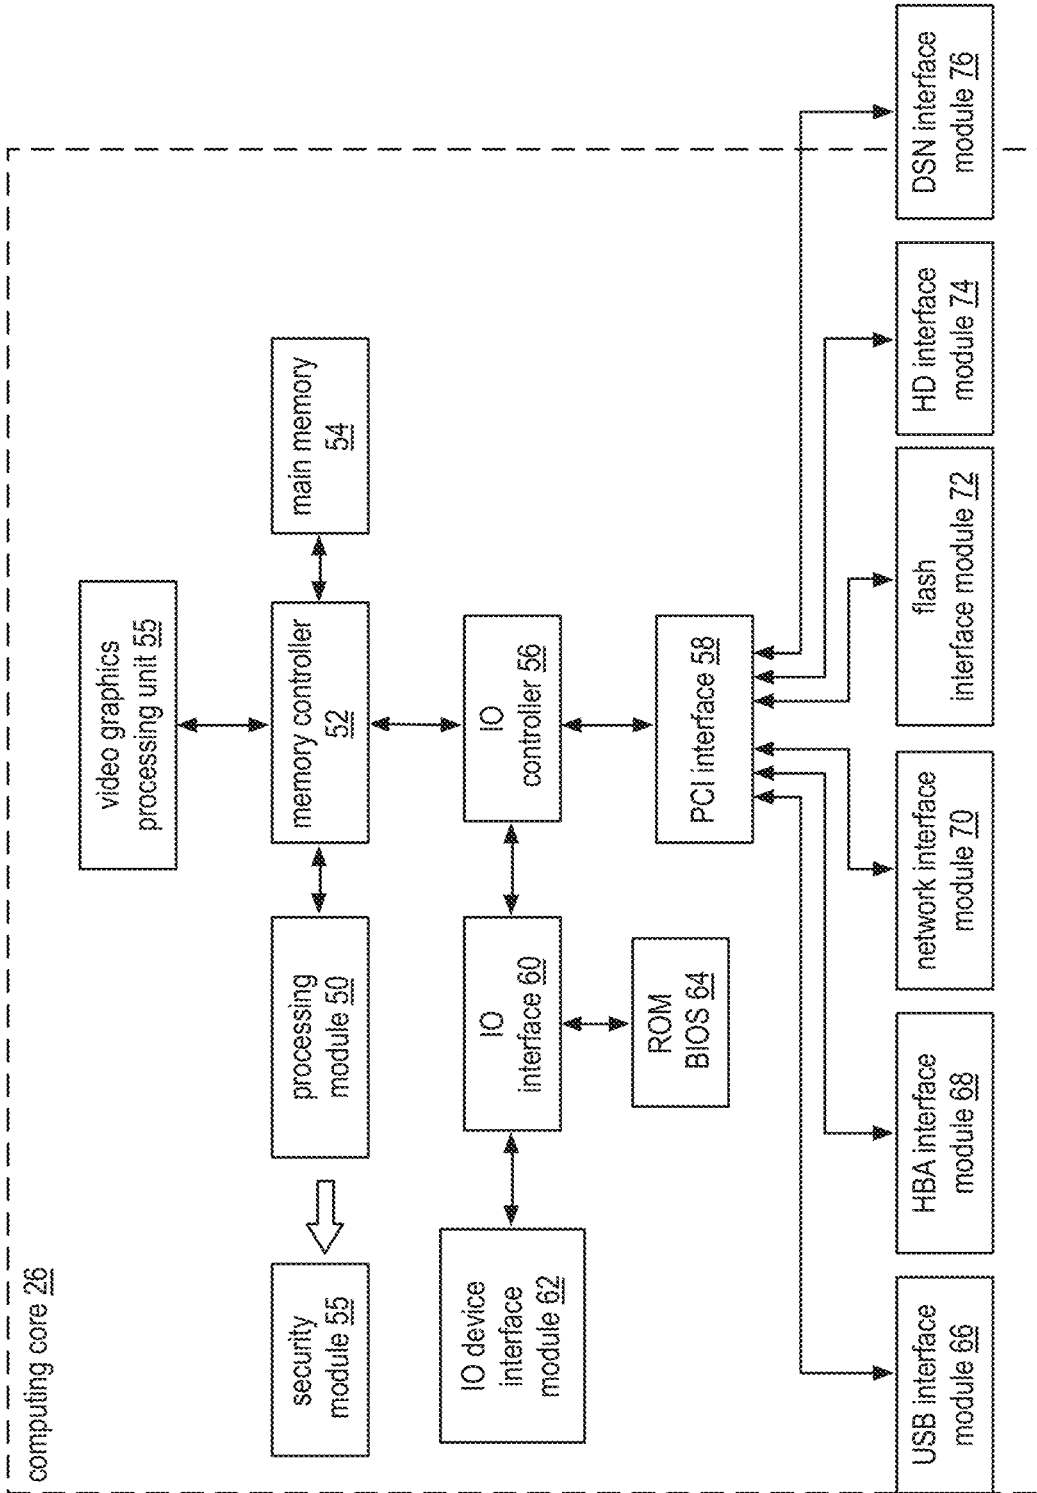 computing core 26
video graphics
processing unit 55
security
module 55
processing
module 50
memory controller
52
main memory
54
IO device
interface
module 62
IO
interface 60
IO
controller 56
ROM
BIOS 64
PCI interface 58
USB interface
module 66
HBA interface
module 68
network interface
module 70
flash
interface module 72
HD interface
module 74
DSN interface
module 76